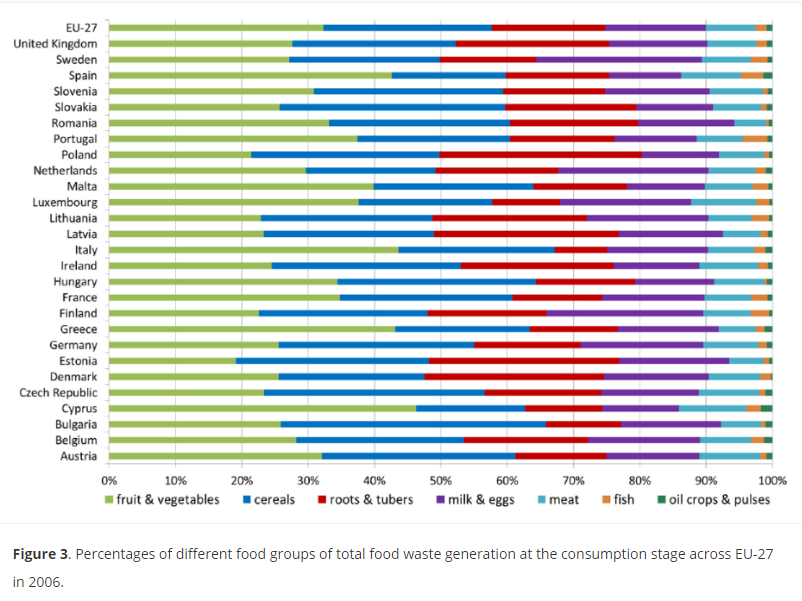 EU-27
United Kingdom
Sweden
Spain
Slovenia
Slovakia
Romania
Portugal
Poland
Netherlands
Malta
Luxembourg
Lithuania
Latvia
Italy
Ireland
Hungary
France
Finland
Greece
Germany
Estonia
Denmark
Czech Republic
Cyprus
Bulgaria
Belgium
Austria
0% 10% 20% 30% 40% 50% 60% 70% 80% 90% 100%
fruit & vegetables cereals roots & tubers milk & eggs meat fish oil crops & pulses
Figure 3. Percentages of different food groups of total food waste generation at the consumption stage across EU-27
in 2006.